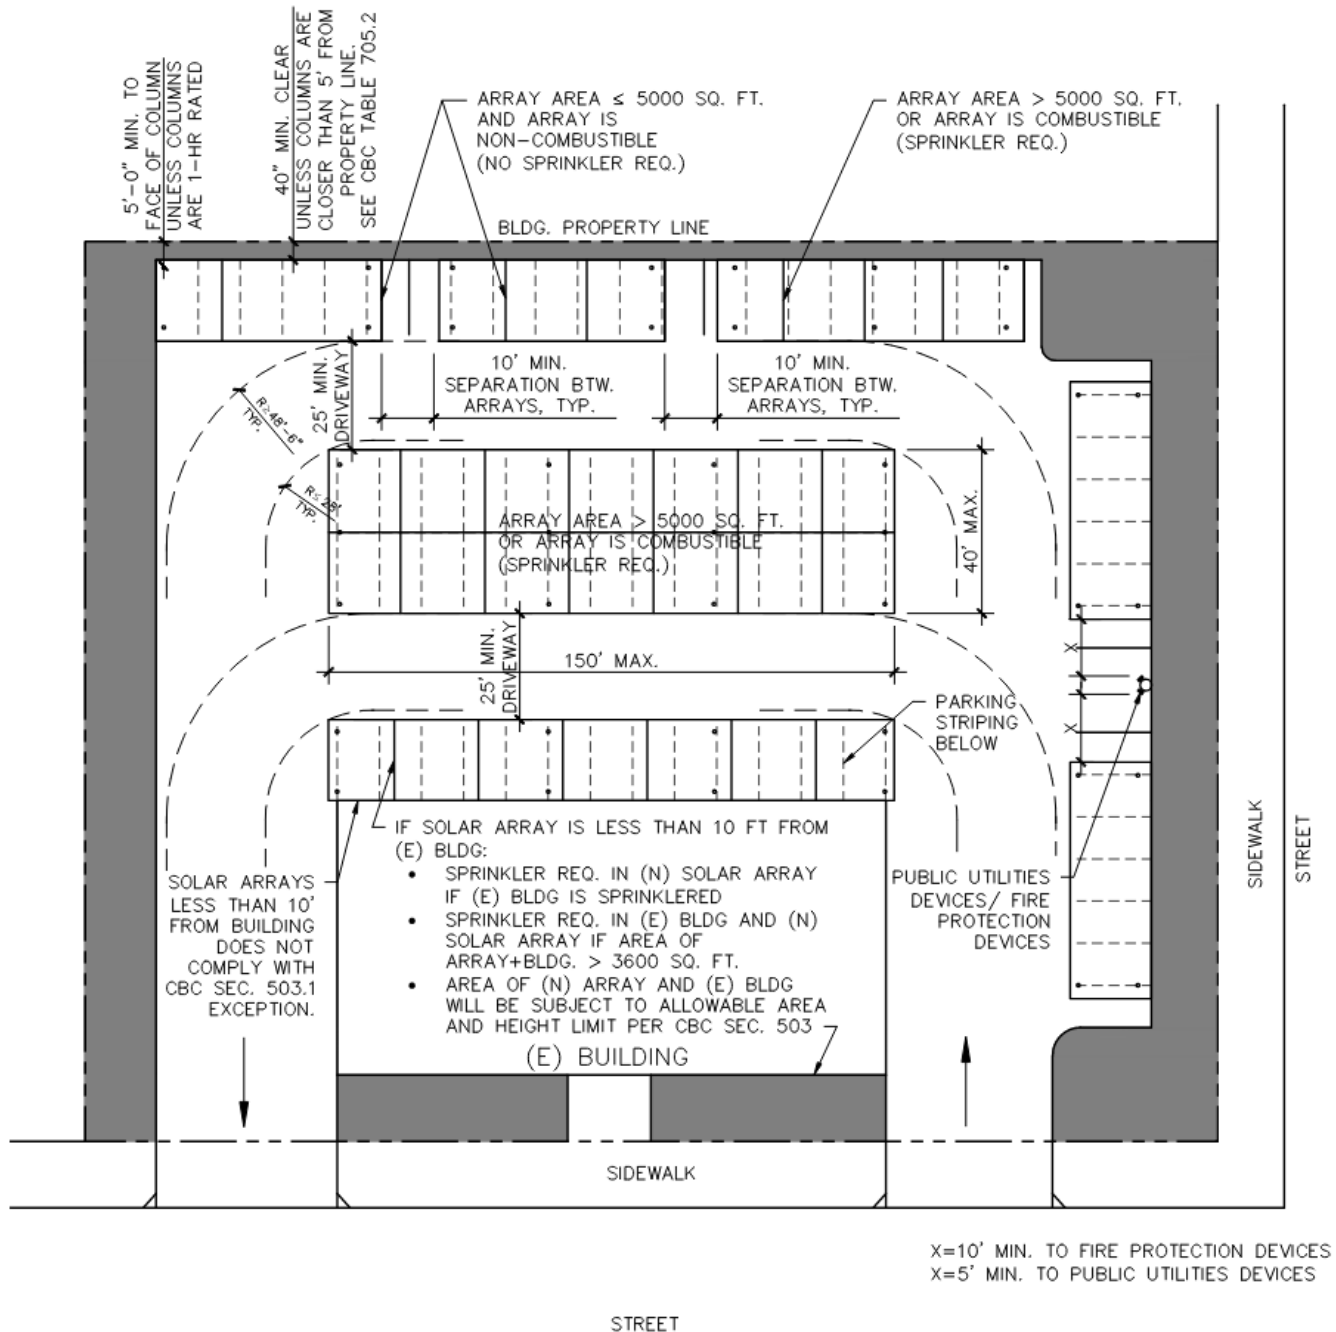 5'-0" MIN. TO
FACE OF COLUMN
UNLESS COLUMNS
ARE 1-HR RATED
40" MIN. CLEAR
UNLESS COLUMNS ARE
CLOSER THAN 5' FROM
PROPERTY LINE.
SEE CBC TABLE 705.2
ARRAY AREA ≤ 5000 SQ. FT.
AND ARRAY IS
NON-COMBUSTIBLE
(NO SPRINKLER REQ.)
ARRAY AREA > 5000 SQ. FT.
OR ARRAY IS COMBUSTIBLE
(SPRINKLER REQ.)
BLDG. PROPERTY LINE
10' MIN.
SEPARATION BTW.
ARRAYS, TYP.
10' MIN.
SEPARATION BTW.
ARRAYS, TYP.
25' MIN.
DRIVEWAY
R≥48'-6"
TYP.
R≤28'
TYP.
ARRAY AREA > 5000 SQ. FT.
OR ARRAY IS COMBUSTIBLE
(SPRINKLER REQ.)
40' MAX.
25' MIN.
DRIVEWAY
150' MAX.
X
X
PARKING
STRIPING
BELOW
IF SOLAR ARRAY IS LESS THAN 10 FT FROM
(E) BLDG:
• SPRINKLER REQ. IN (N) SOLAR ARRAY
IF (E) BLDG IS SPRINKLERED
• SPRINKLER REQ. IN (E) BLDG AND (N)
SOLAR ARRAY IF AREA OF
ARRAY+BLDG. > 3600 SQ. FT.
• AREA OF (N) ARRAY AND (E) BLDG
WILL BE SUBJECT TO ALLOWABLE AREA
AND HEIGHT LIMIT PER CBC SEC. 503
(E) BUILDING
SOLAR ARRAYS
LESS THAN 10'
FROM BUILDING
DOES NOT
COMPLY WITH
CBC SEC. 503.1
EXCEPTION.
PUBLIC UTILITIES
DEVICES/ FIRE
PROTECTION
DEVICES
SIDEWALK
STREET
SIDEWALK
X=10' MIN. TO FIRE PROTECTION DEVICES
X=5' MIN. TO PUBLIC UTILITIES DEVICES
STREET